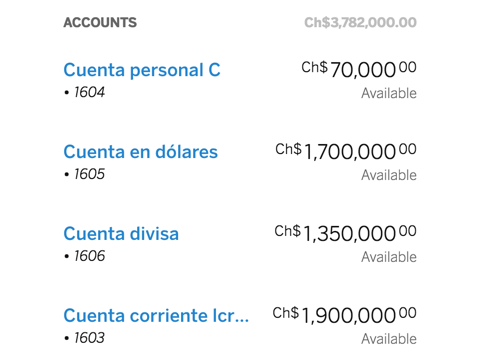 ACCOUNTS Ch$3,782,000.00
Cuenta personal C Ch$ 70,000 00
• 1604 Available
Cuenta en dólares Ch$ 1,700,000 00
• 1605 Available
Cuenta divisa Ch$ 1,350,000 00
• 1606 Available
Cuenta corriente Icr... Ch$ 1,900,000 00
• 1603 Available